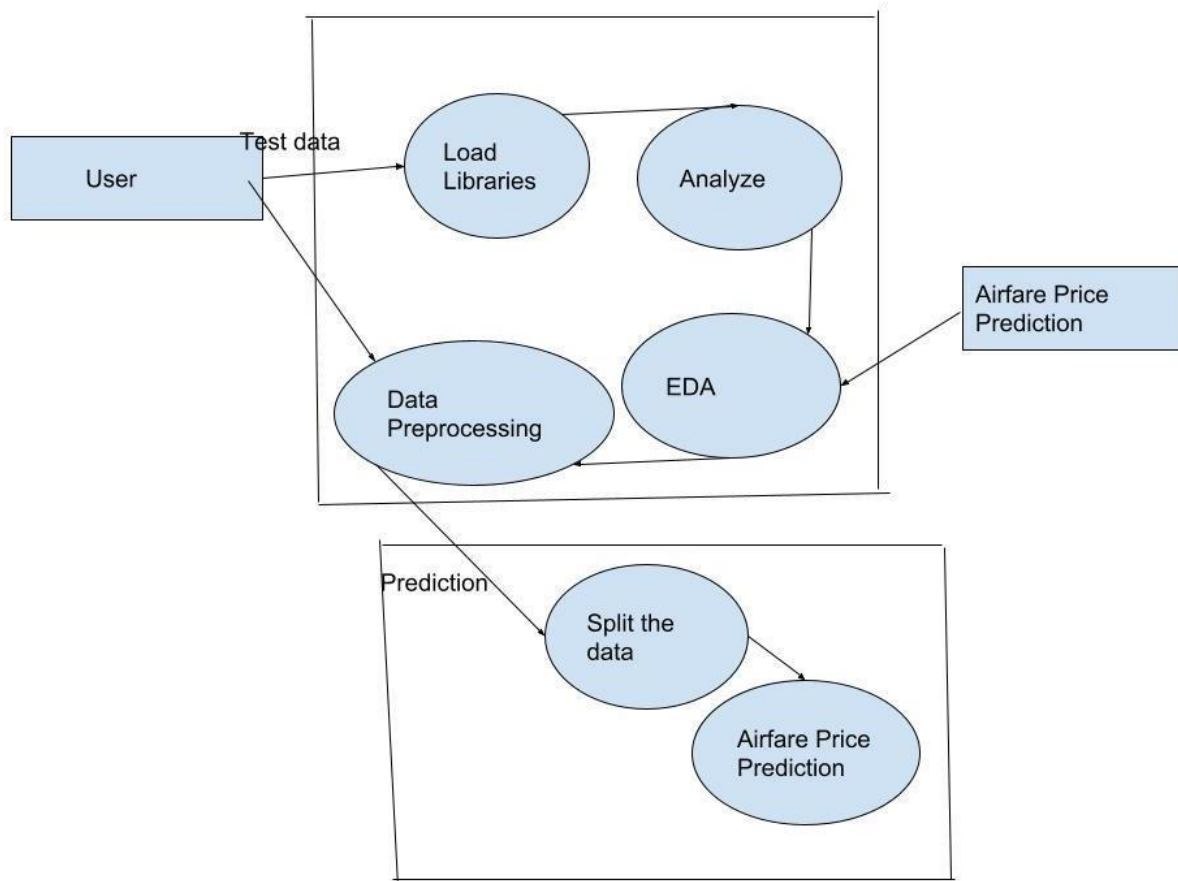 Test data
User
Load
Libraries
Analyze
Airfare Price
Prediction
Data
Preprocessing
EDA
Prediction
Split the
data
Airfare Price
Prediction